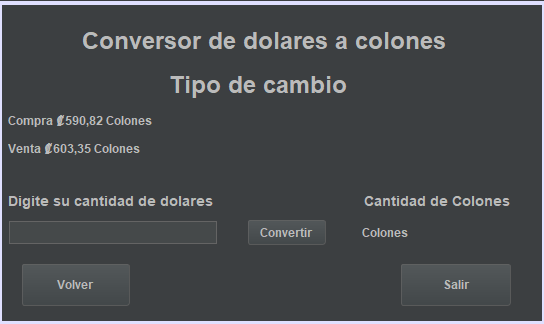 Conversor de dolares a colones
Tipo de cambio
Compra ₡590,82 Colones
Venta ₡603,35 Colones
Digite su cantidad de dolares
Cantidad de Colones
Convertir
Colones
Volver
Salir